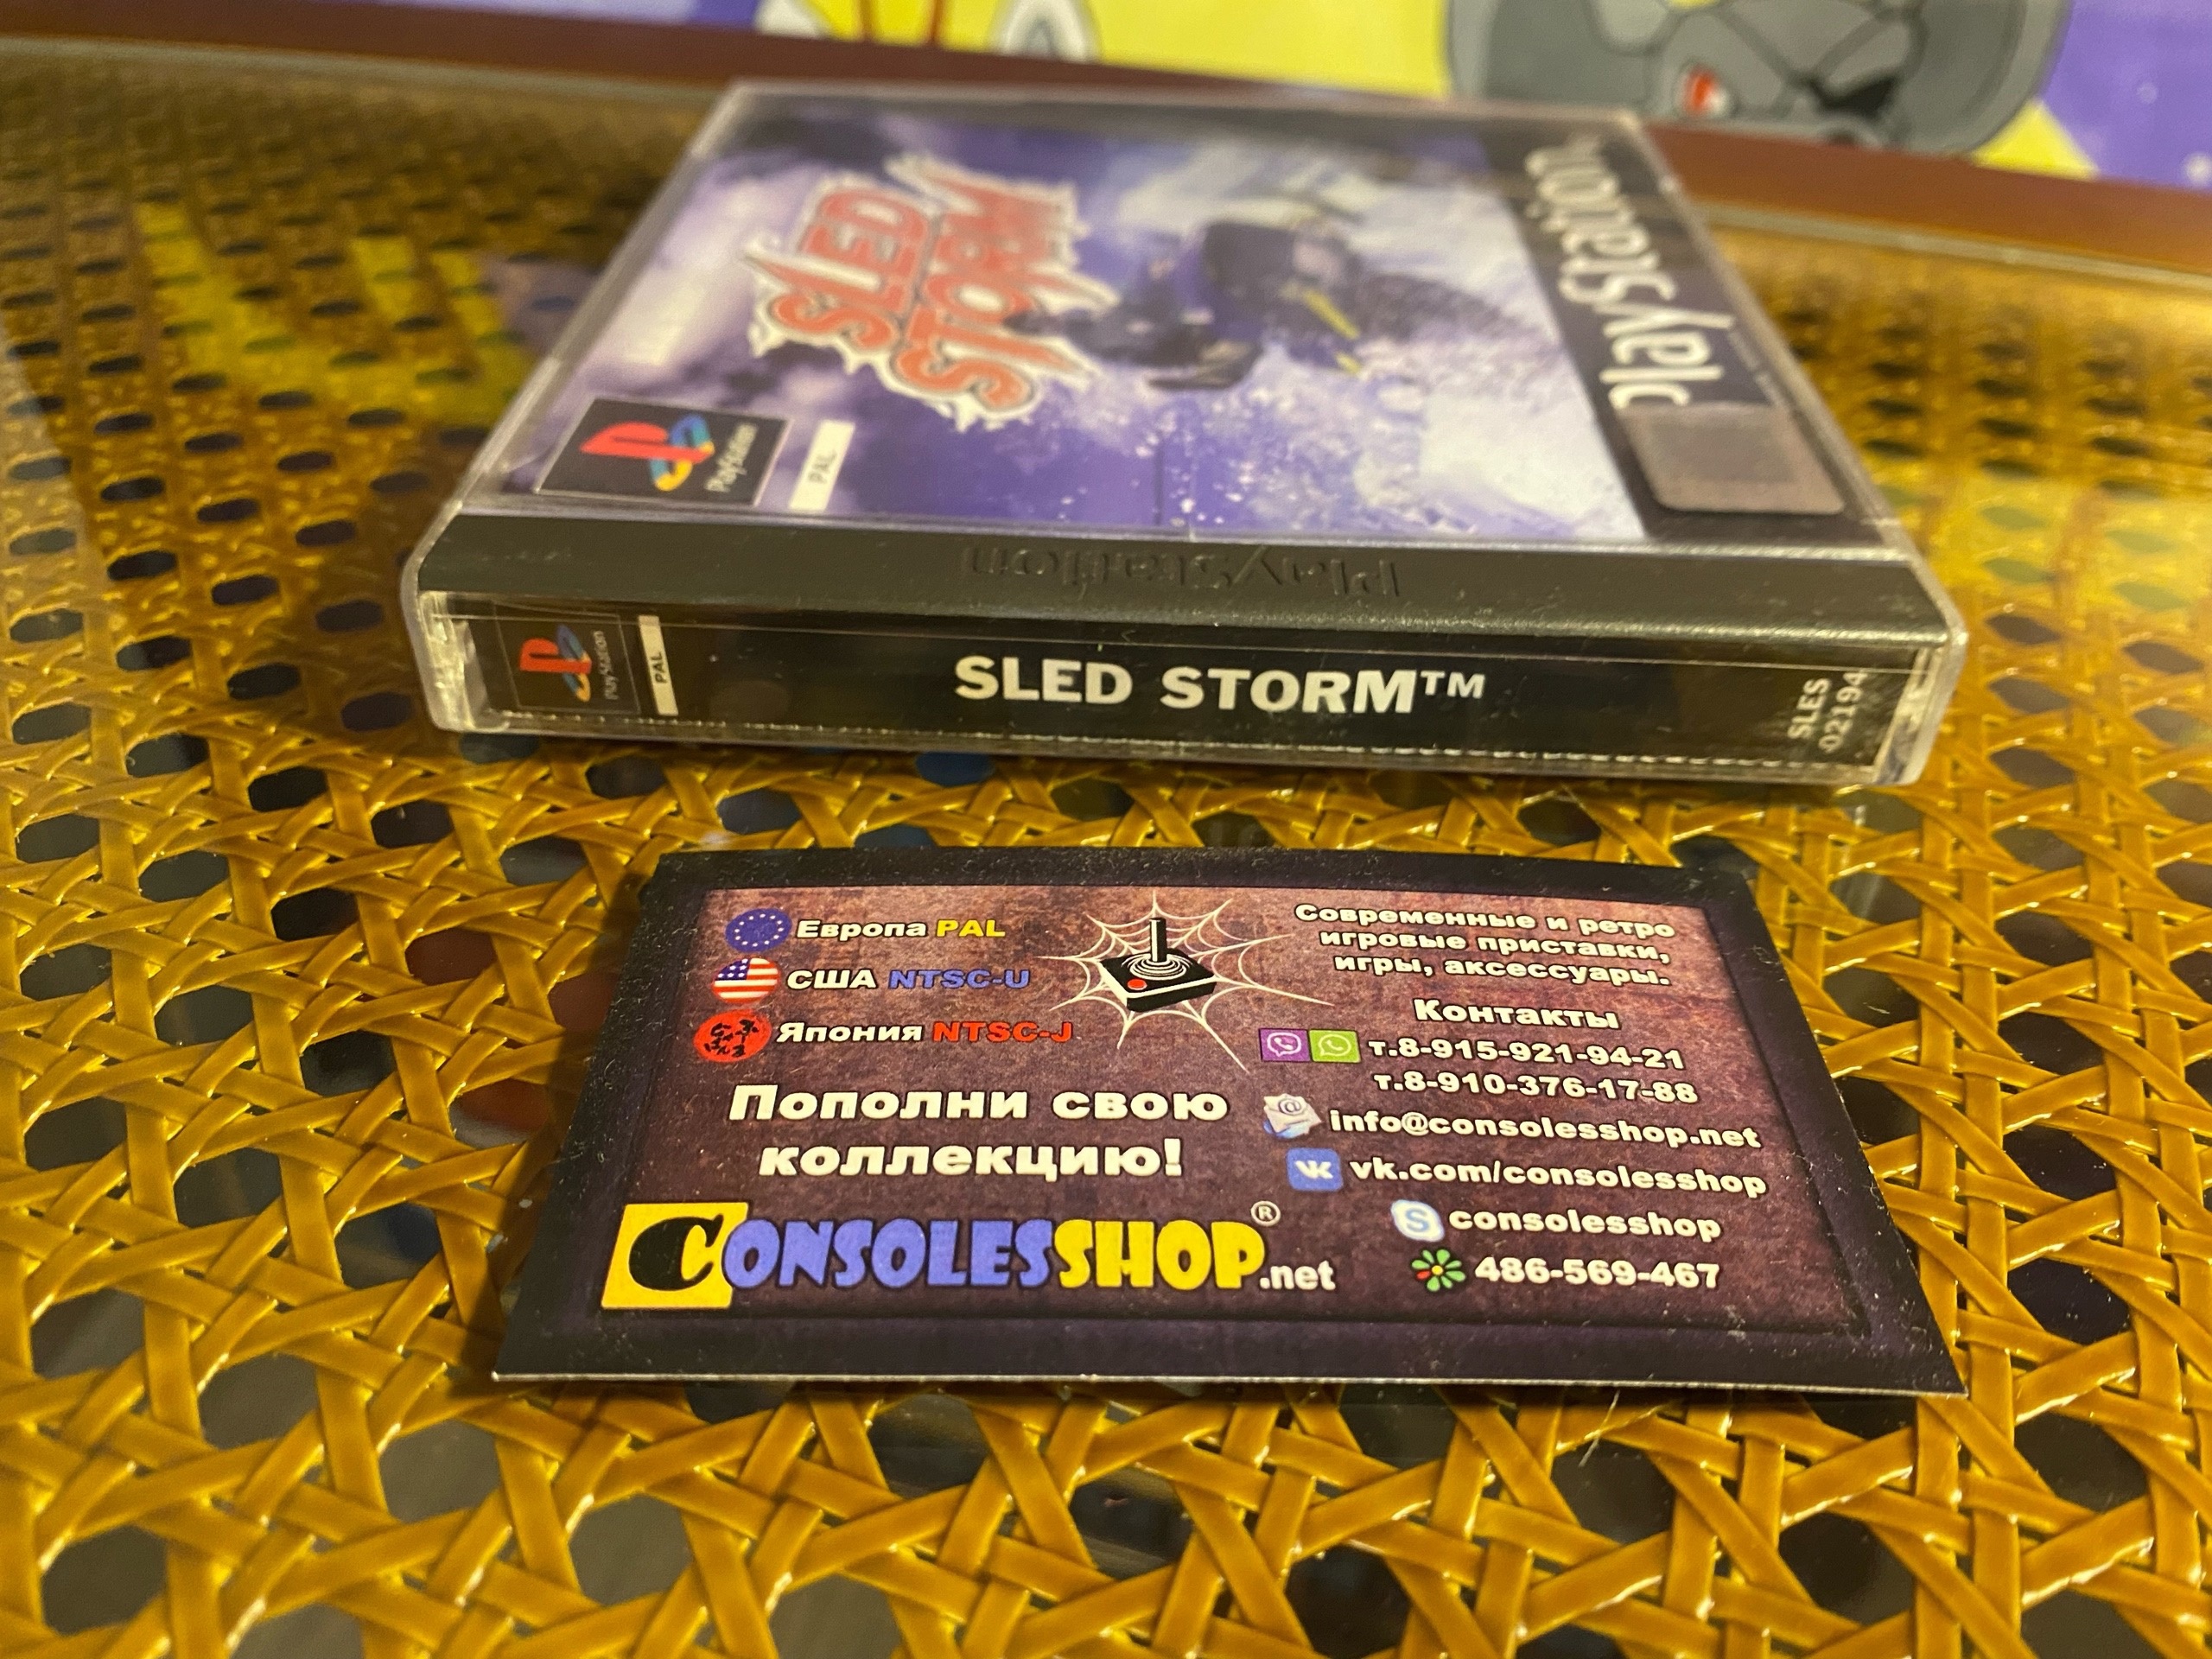 PlayStation
SLED
STORM
PlayStation
PAL
PlayStation
PlayStation
PAL
SLED STORM™
SLES
02194
Европа PAL
США NTSC-U
Япония NTSC-J
Пополни свою
коллекцию!
CONSOLESSHOP®.net
Современные и ретро
игровые приставки,
игры, аксессуары.
Контакты
т.8-915-921-94-21
т.8-910-376-17-88
info@consolesshop.net
vk.com/consolesshop
consolesshop
486-569-467